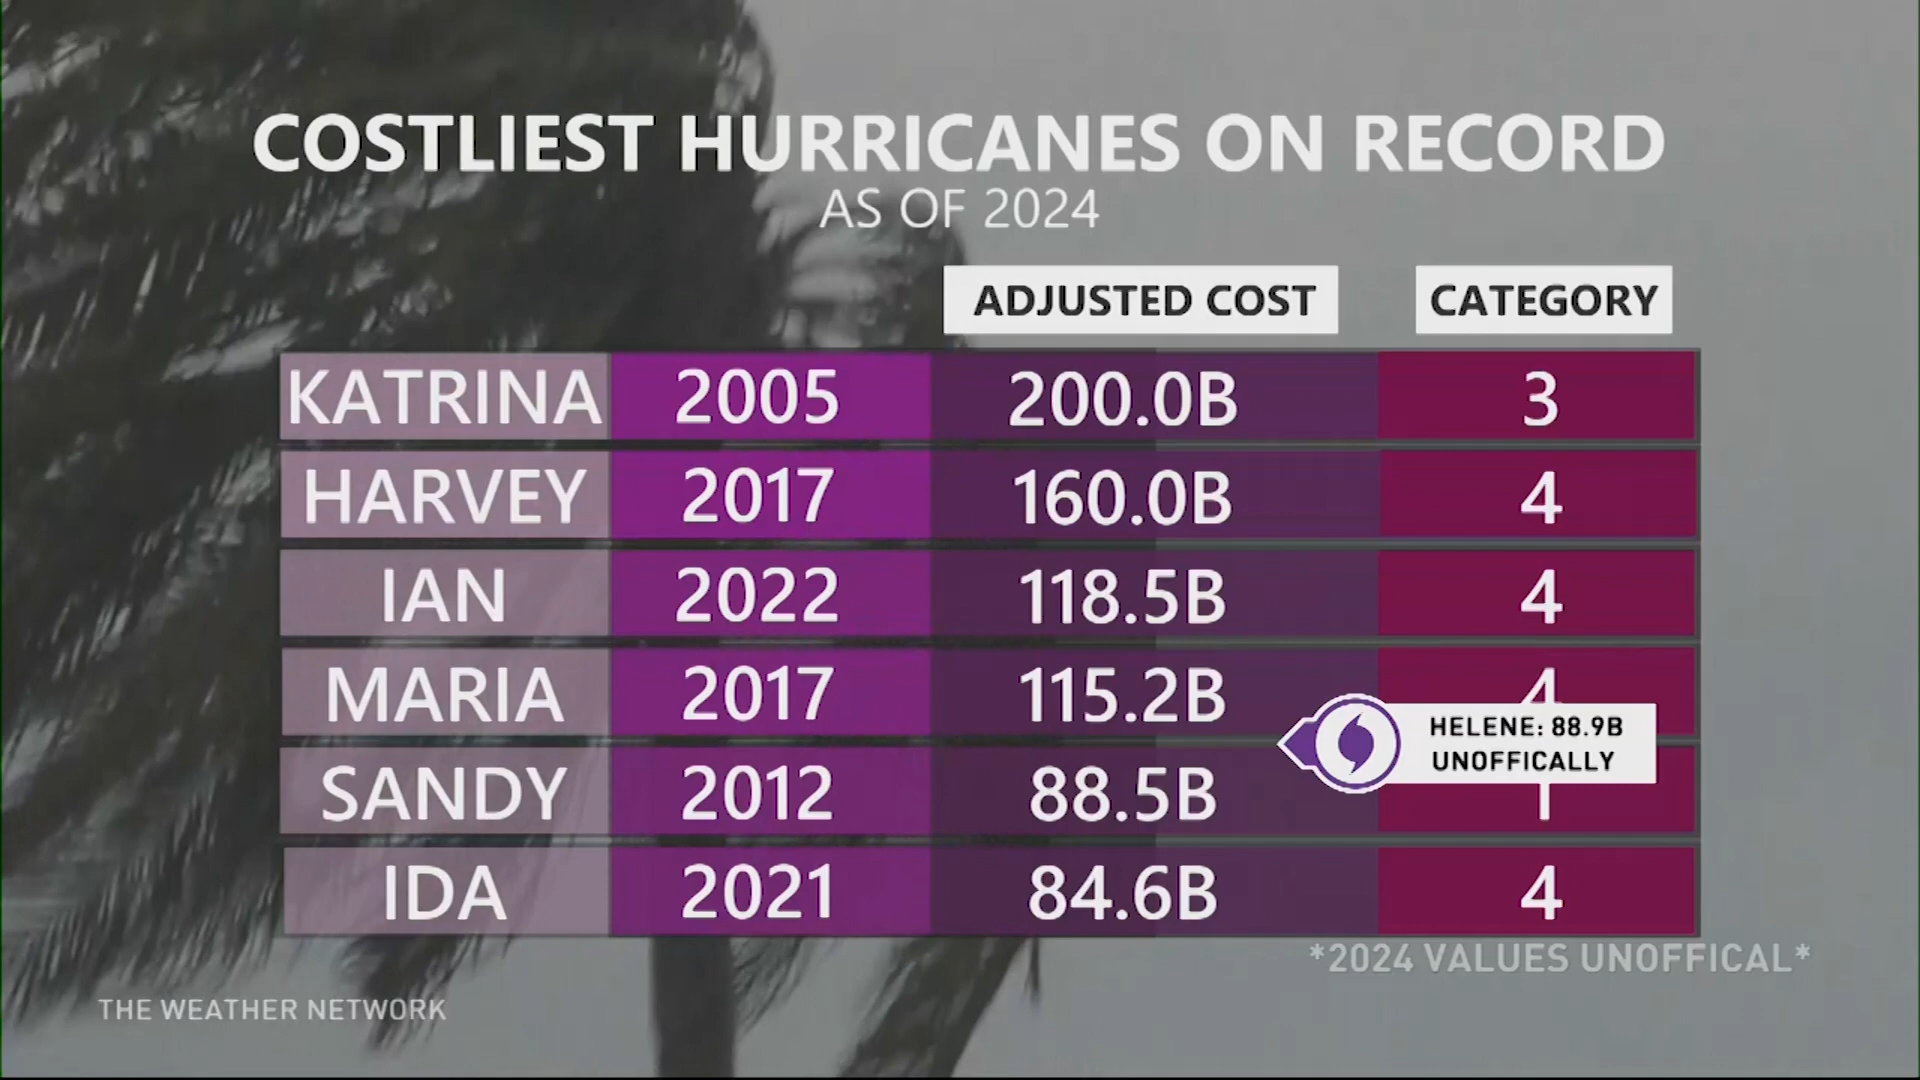 COSTLIEST HURRICANES ON RECORD
AS OF 2024
ADJUSTED COST CATEGORY
KATRINA 2005 200.0B 3
HARVEY 2017 160.0B 4
IAN 2022 118.5B 4
MARIA 2017 115.2B 4
HELENE: 88.9B
UNOFFICALLY
SANDY 2012 88.5B 1
IDA 2021 84.6B 4
*2024 VALUES UNOFFICAL*
THE WEATHER NETWORK